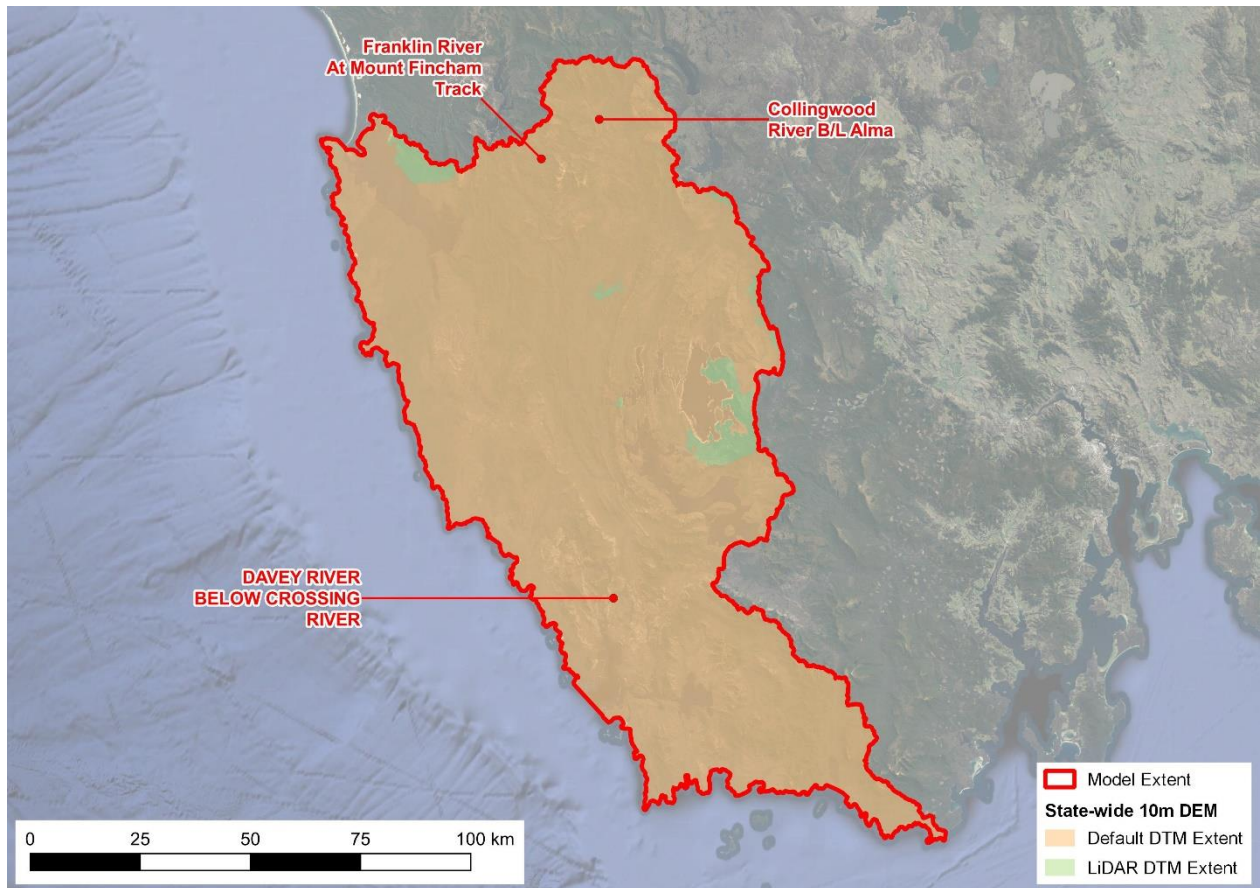 Franklin River
At Mount Fincham
Track
Collingwood
River B/L Alma
DAVEY RIVER
BELOW CROSSING
RIVER
0 25 50 75 100 km
Model Extent
State-wide 10m DEM
Default DTM Extent
LiDAR DTM Extent